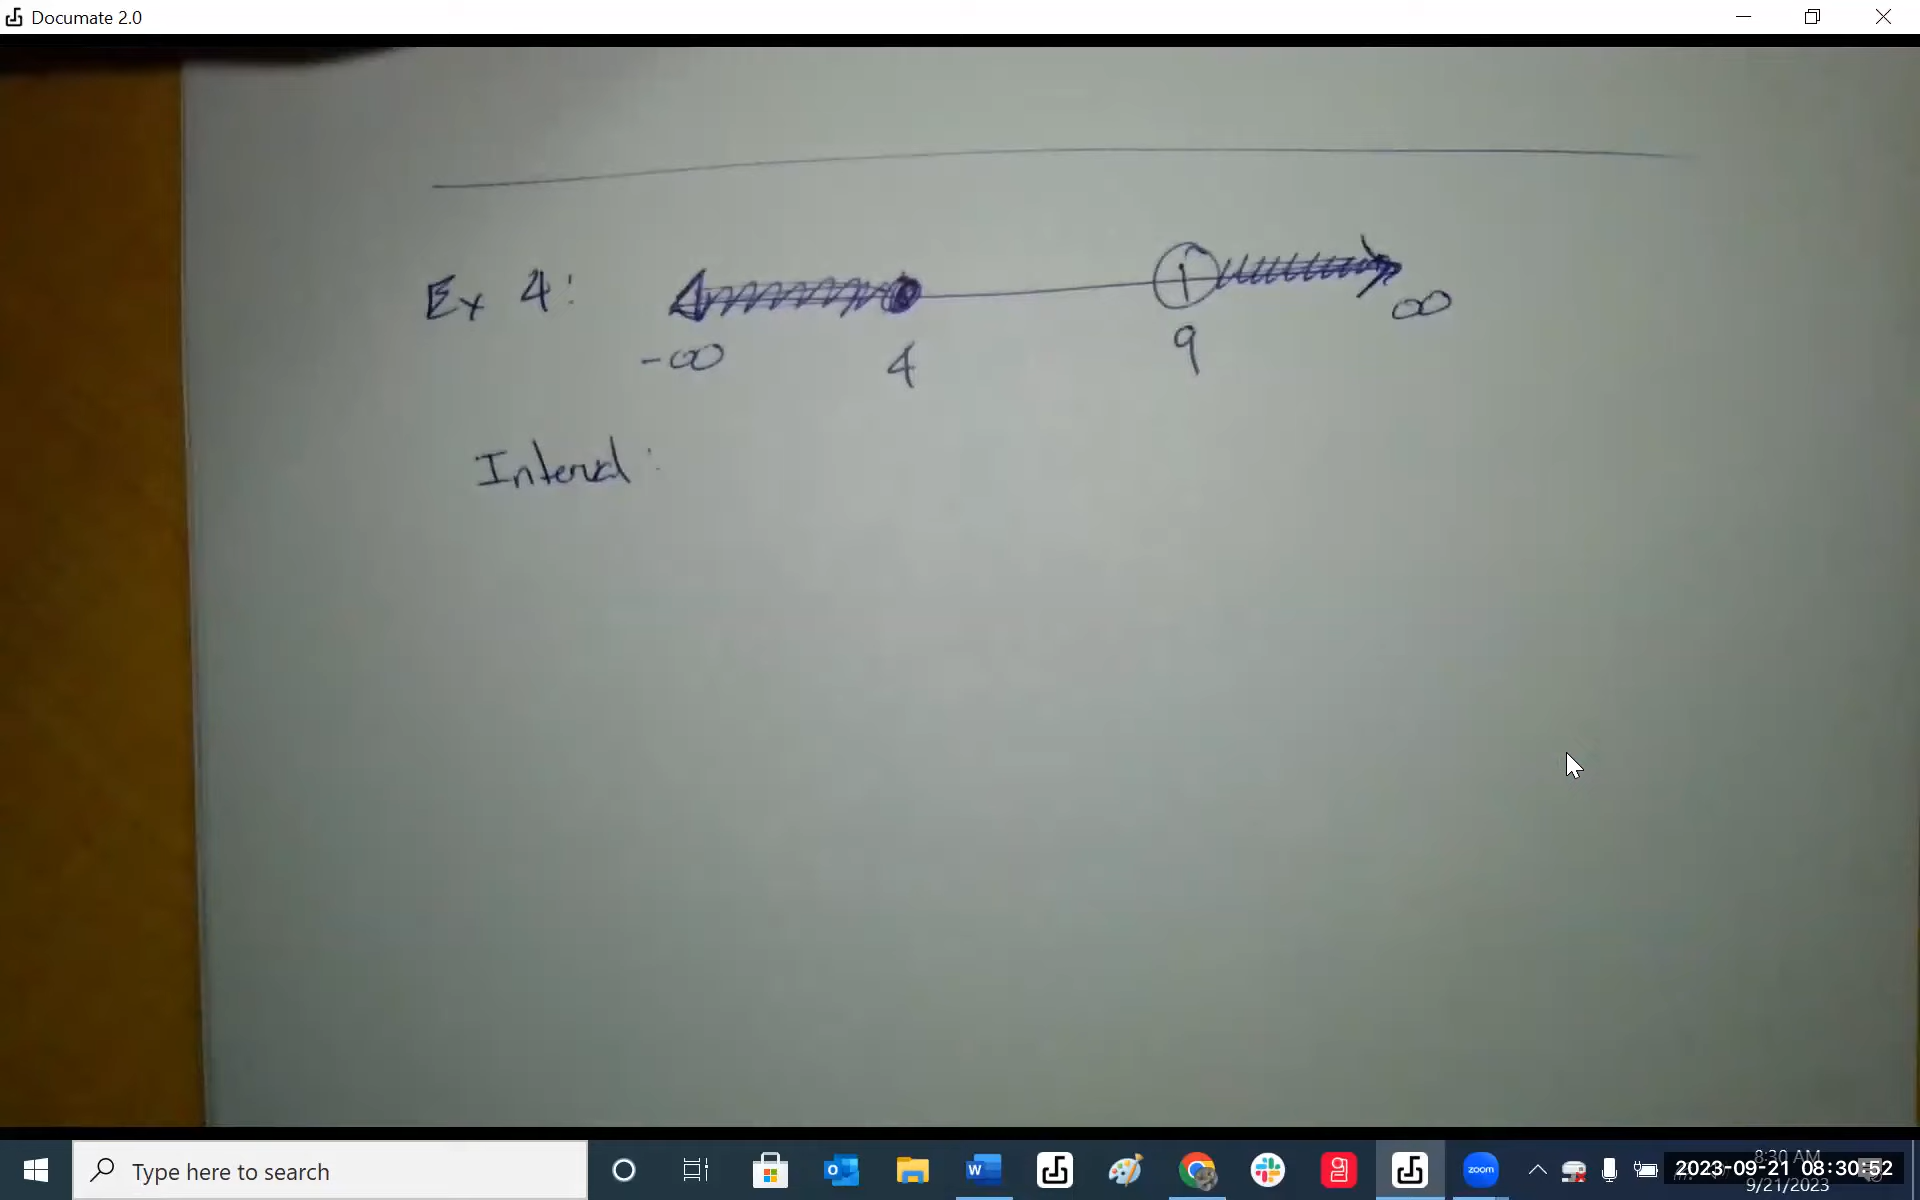 Documate 2.0
Ex 4:
-∞ 4 9 ∞
Interval:
Type here to search
zoom
8:30 AM
2023-09-21 08:30:52
9/21/2023